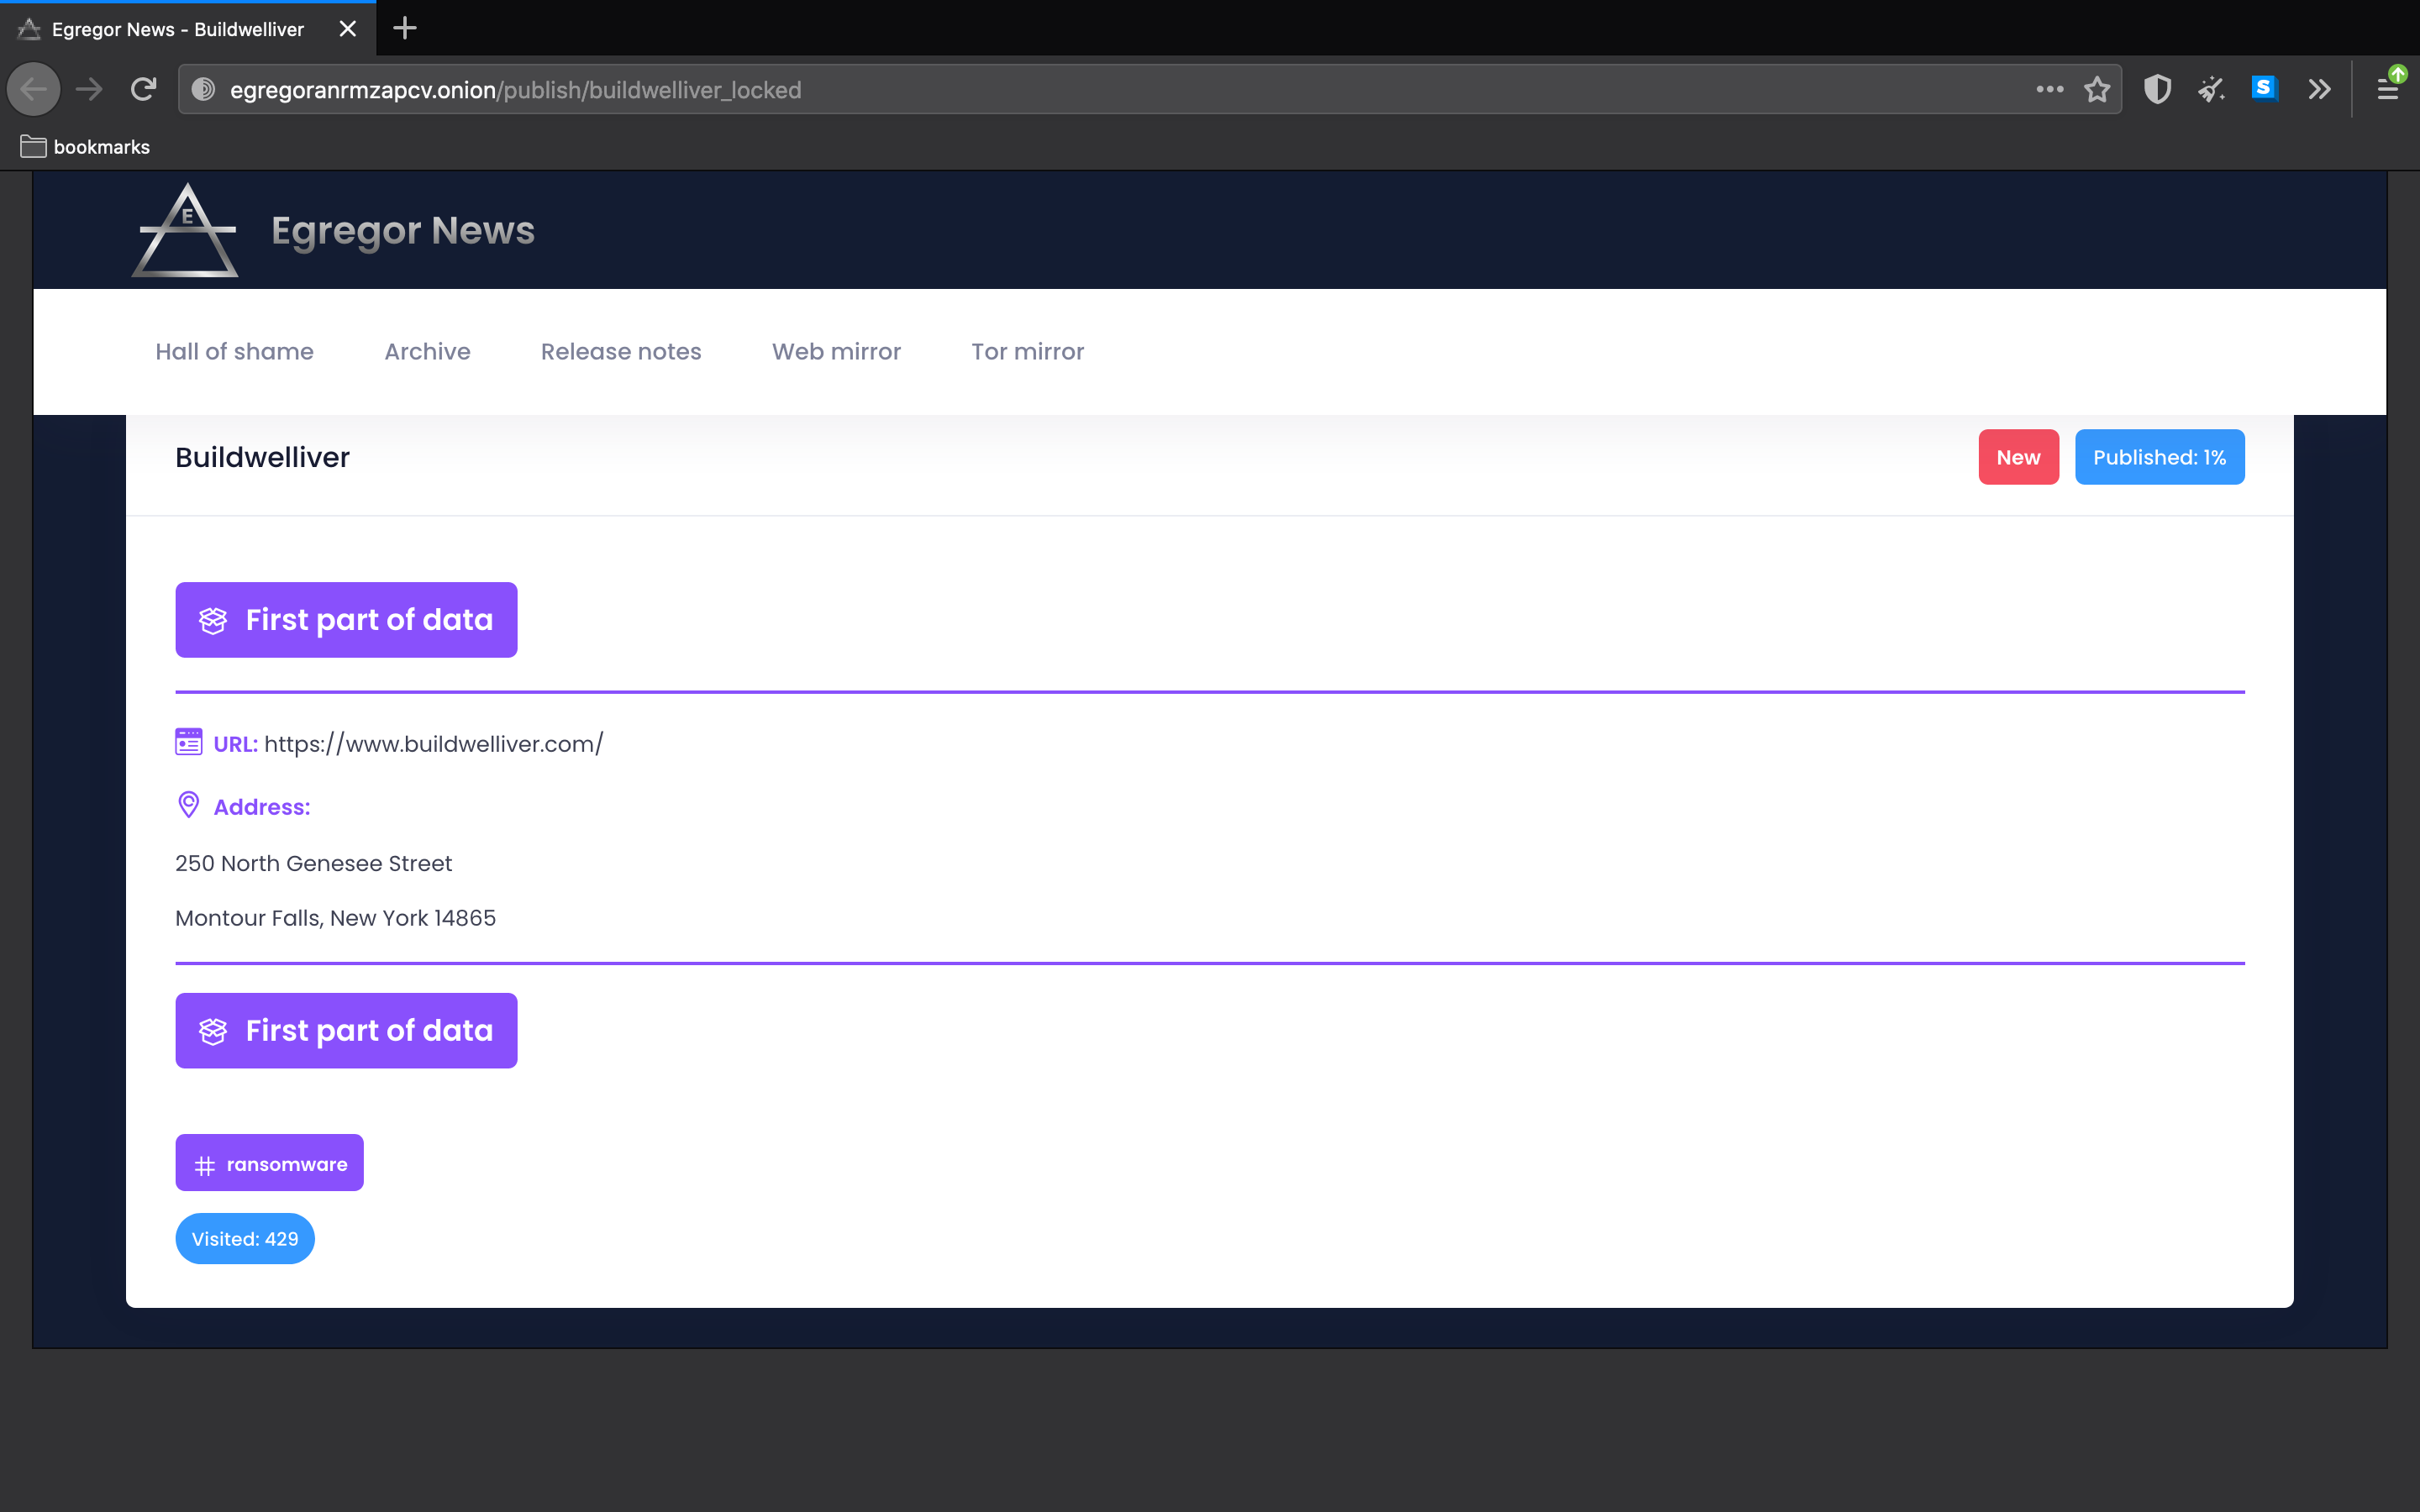 Egregor News - Buildwelliver
egregoranrmzapcv.onion/publish/buildwelliver_locked
S
bookmarks
E
Egregor News
Hall of shame Archive Release notes Web mirror Tor mirror
Buildwelliver New Published: 1%
First part of data
URL: https://www.buildwelliver.com/
Address:
250 North Genesee Street
Montour Falls, New York 14865
First part of data
# ransomware
Visited: 429